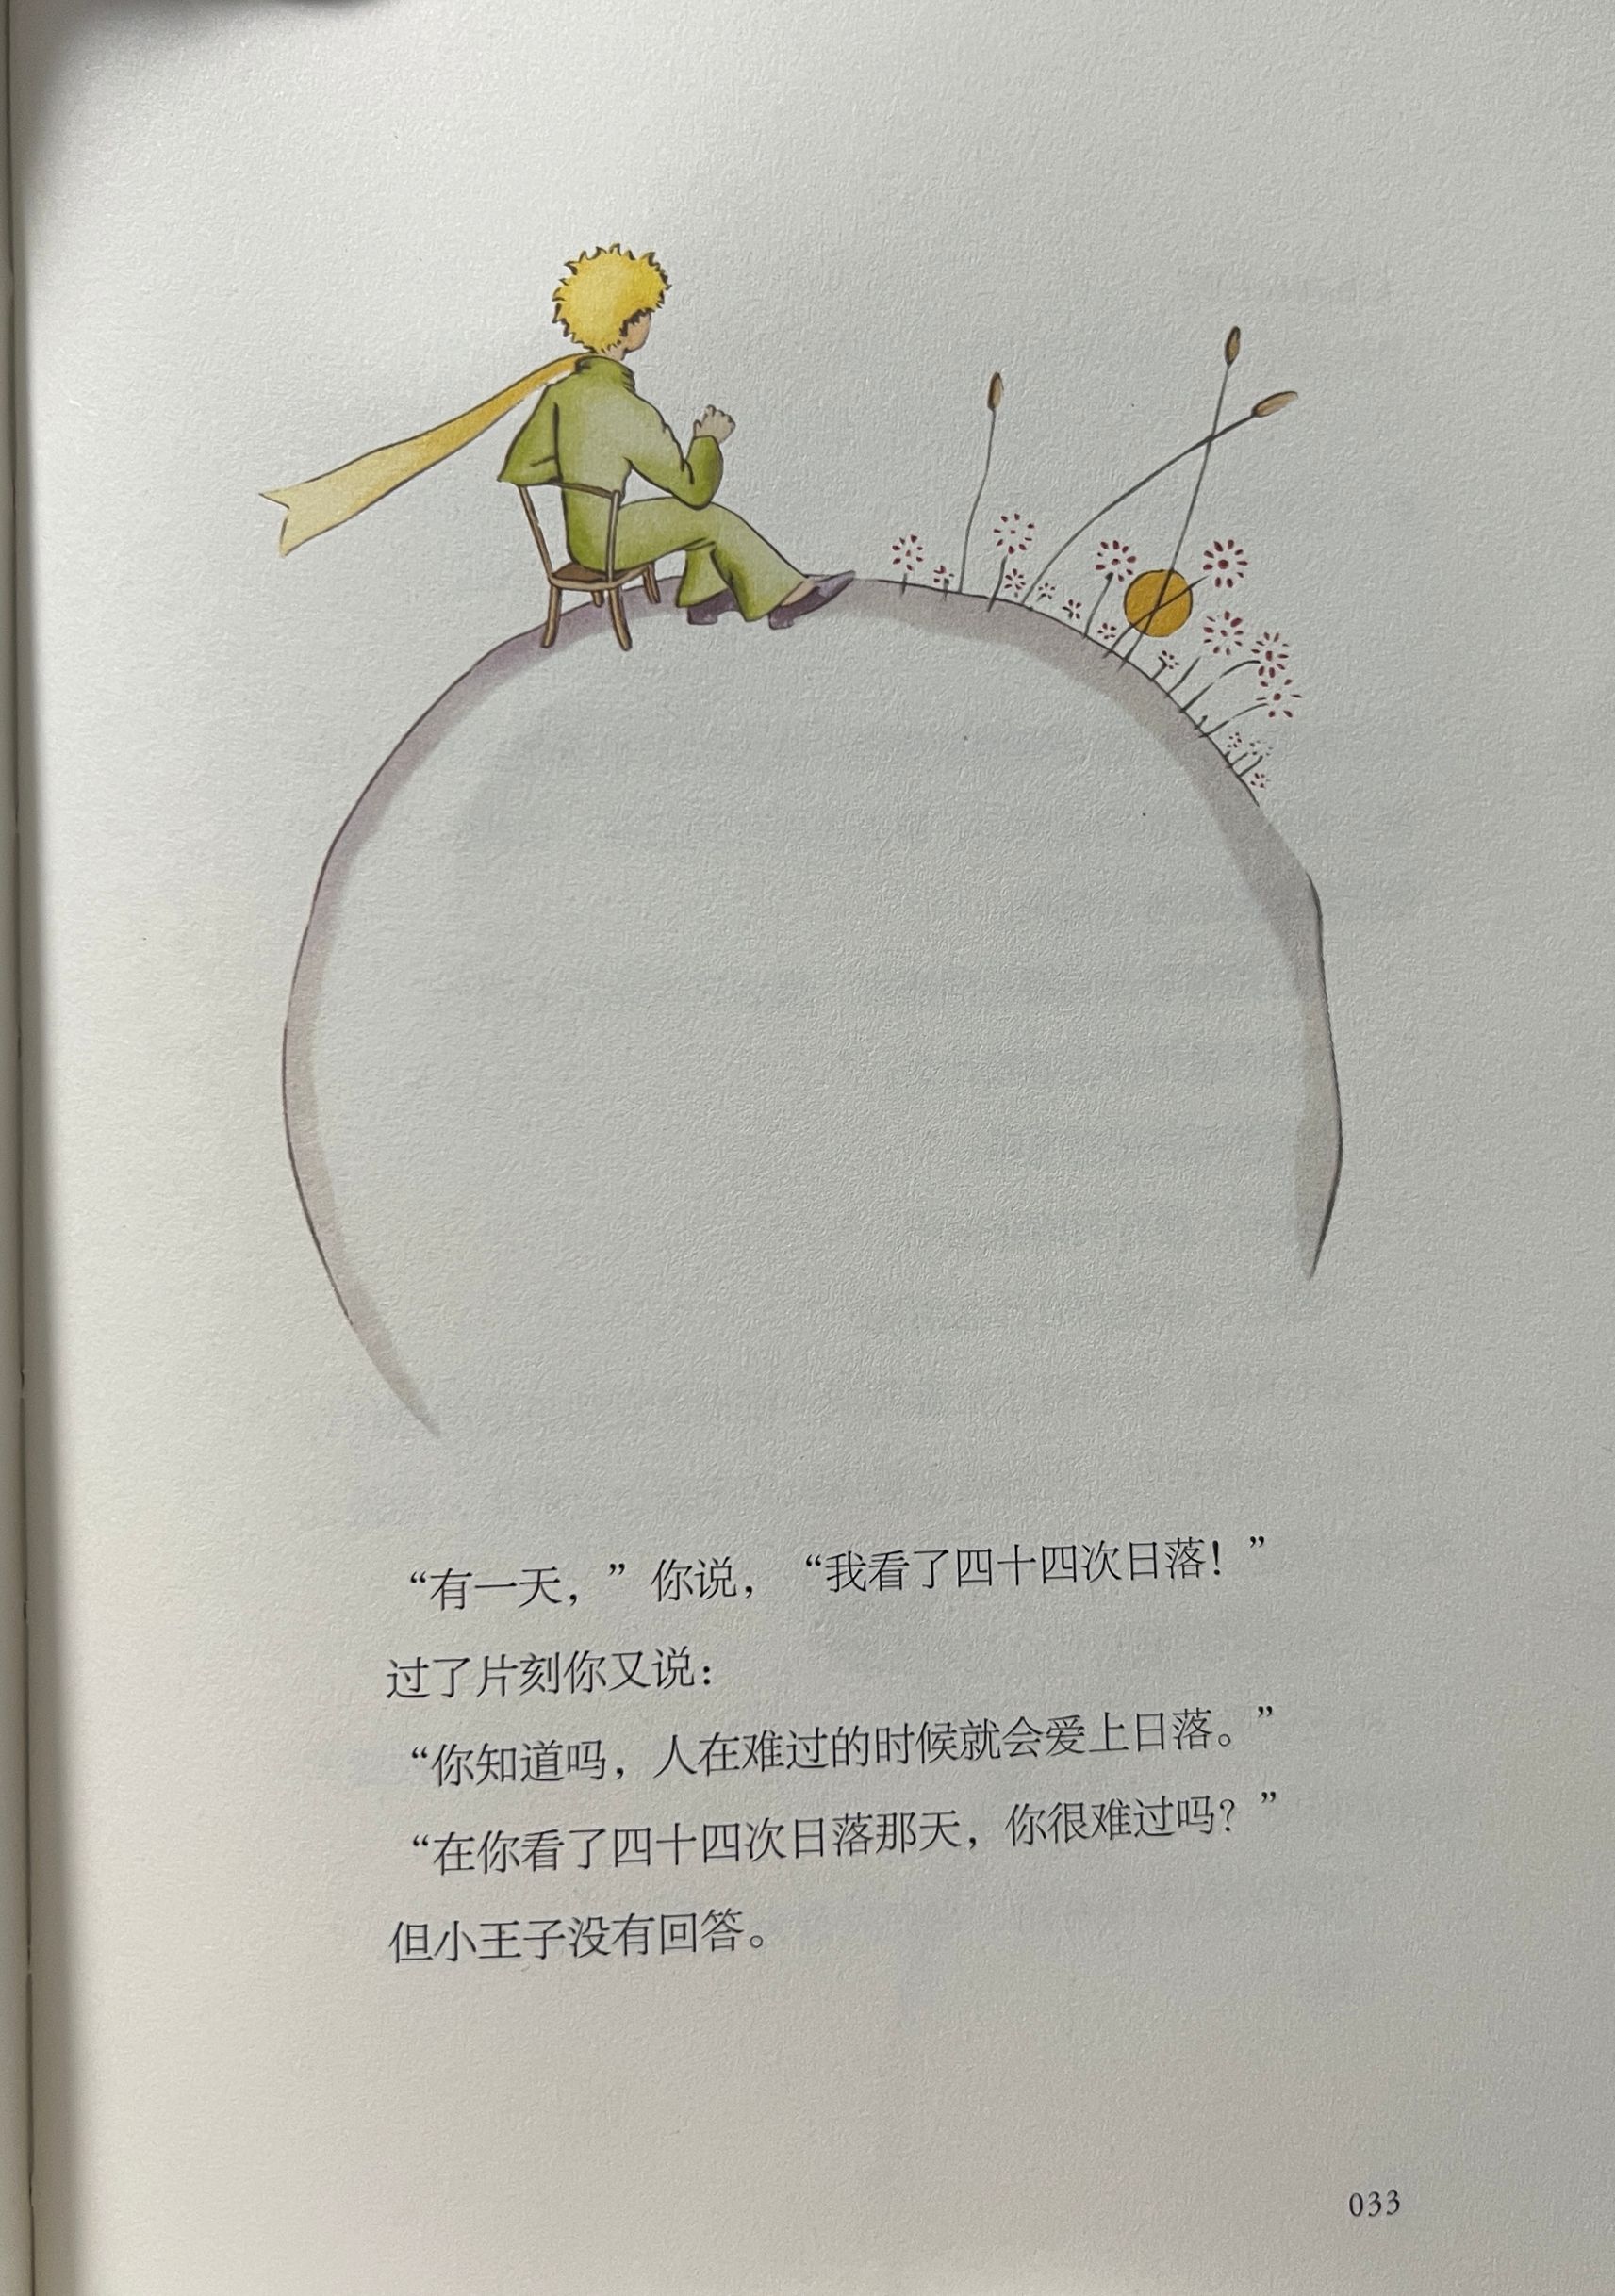 “有一天，”你说，“我看了四十四次日落！”
过了片刻你又说：
“你知道吗，人在难过的时候就会爱上日落。”
“在你看了四十四次日落那天，你很难过吗？”
但小王子没有回答。
033